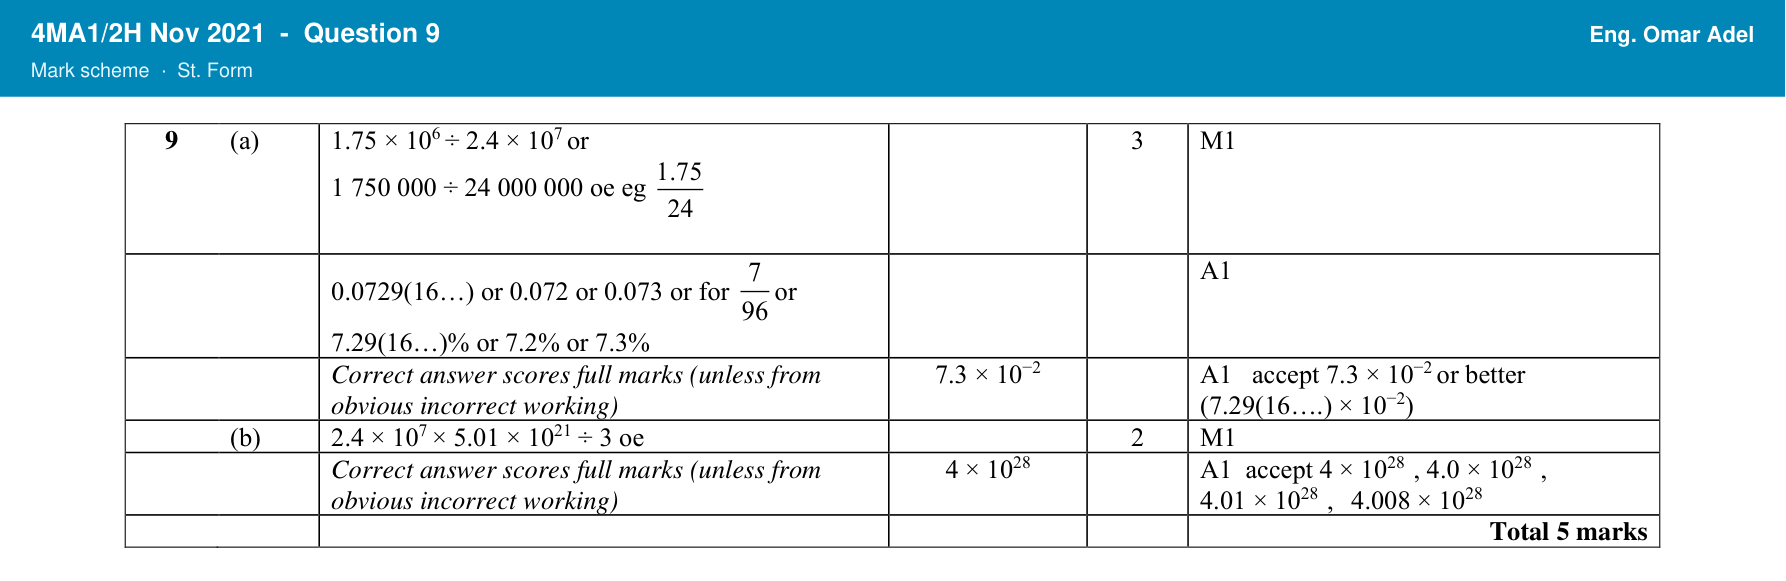 4MA1/2H Nov 2021 - Question 9
Eng. Omar Adel
Mark scheme · St. Form
9 (a) 1.75 × 10⁶ ÷ 2.4 × 10⁷ or 3 M1
1 750 000 ÷ 24 000 000 oe eg 1.75/24
0.0729(16…) or 0.072 or 0.073 or for 7/96 or A1
7.29(16…)% or 7.2% or 7.3%
Correct answer scores full marks (unless from 7.3 × 10⁻² A1 accept 7.3 × 10⁻² or better
obvious incorrect working) (7.29(16….) × 10⁻²)
(b) 2.4 × 10⁷ × 5.01 × 10²¹ ÷ 3 oe 2 M1
Correct answer scores full marks (unless from 4 × 10²⁸ A1 accept 4 × 10²⁸ , 4.0 × 10²⁸ ,
obvious incorrect working) 4.01 × 10²⁸ , 4.008 × 10²⁸
Total 5 marks